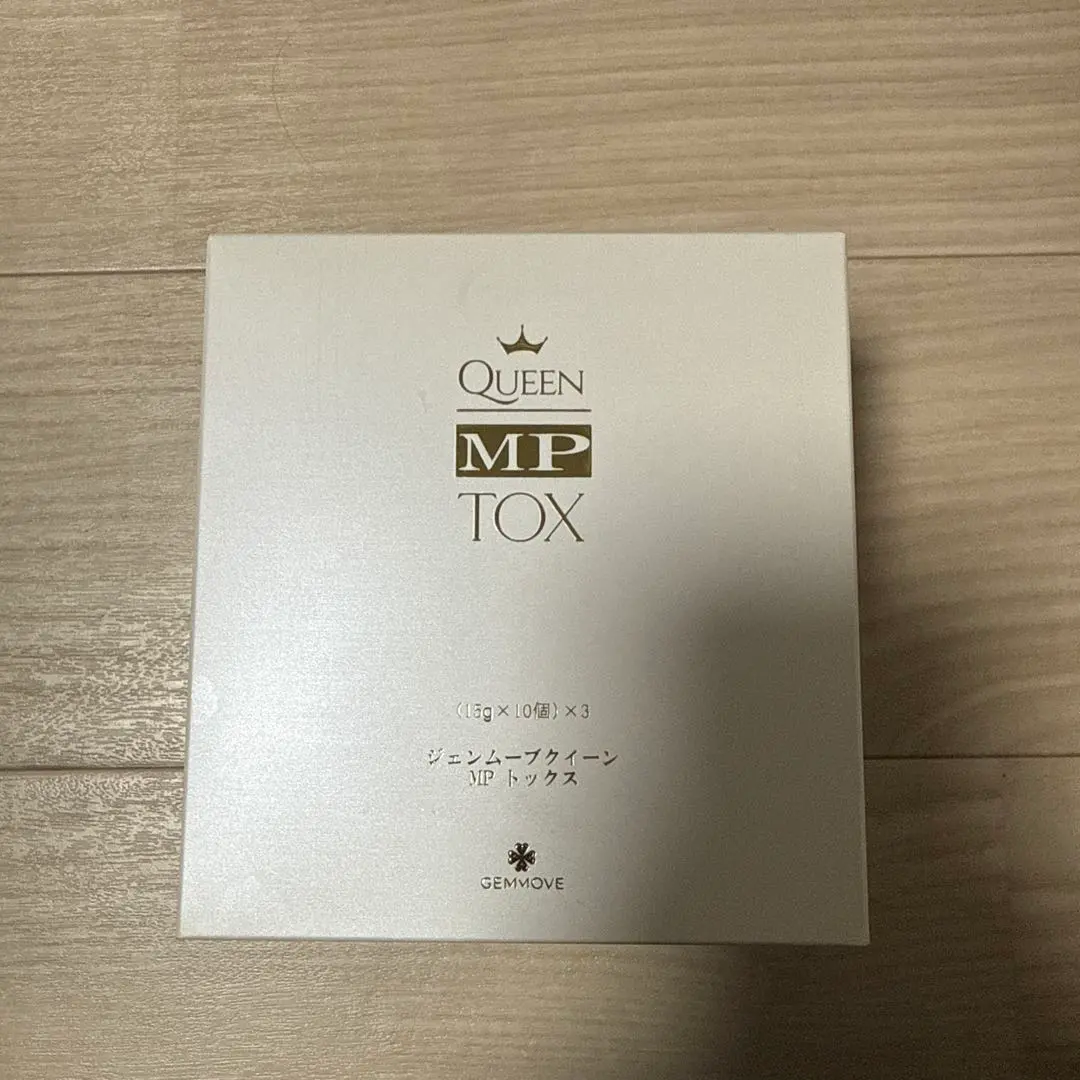 QUEEN
MP
TOX
(15g×10個)×3
ジェンムーブクイーン
MP トックス
GEMMOVE